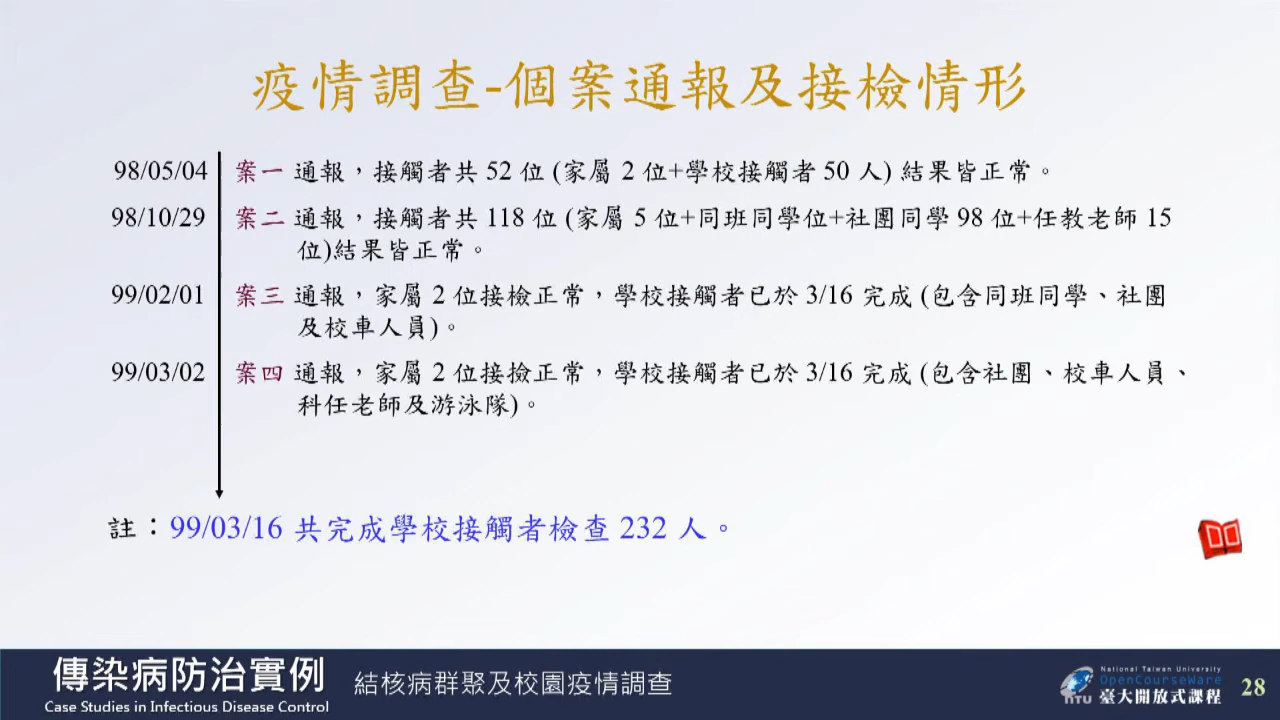 疫情調查-個案通報及接檢情形
98/05/04 案一 通報，接觸者共 52 位 (家屬 2 位+學校接觸者 50 人) 結果皆正常。
98/10/29 案二 通報，接觸者共 118 位 (家屬 5 位+同班同學位+社團同學 98 位+任教老師 15
位)結果皆正常。
99/02/01 案三 通報，家屬 2 位接檢正常，學校接觸者已於 3/16 完成 (包含同班同學、社團
及校車人員)。
99/03/02 案四 通報，家屬 2 位接撿正常，學校接觸者已於 3/16 完成 (包含社團、校車人員、
科任老師及游泳隊)。
註：99/03/16 共完成學校接觸者檢查 232 人。
傳染病防治實例
Case Studies in Infectious Disease Control
結核病群聚及校園疫情調查
National Taiwan University
OpenCourseWare
NTU 臺大開放式課程
28